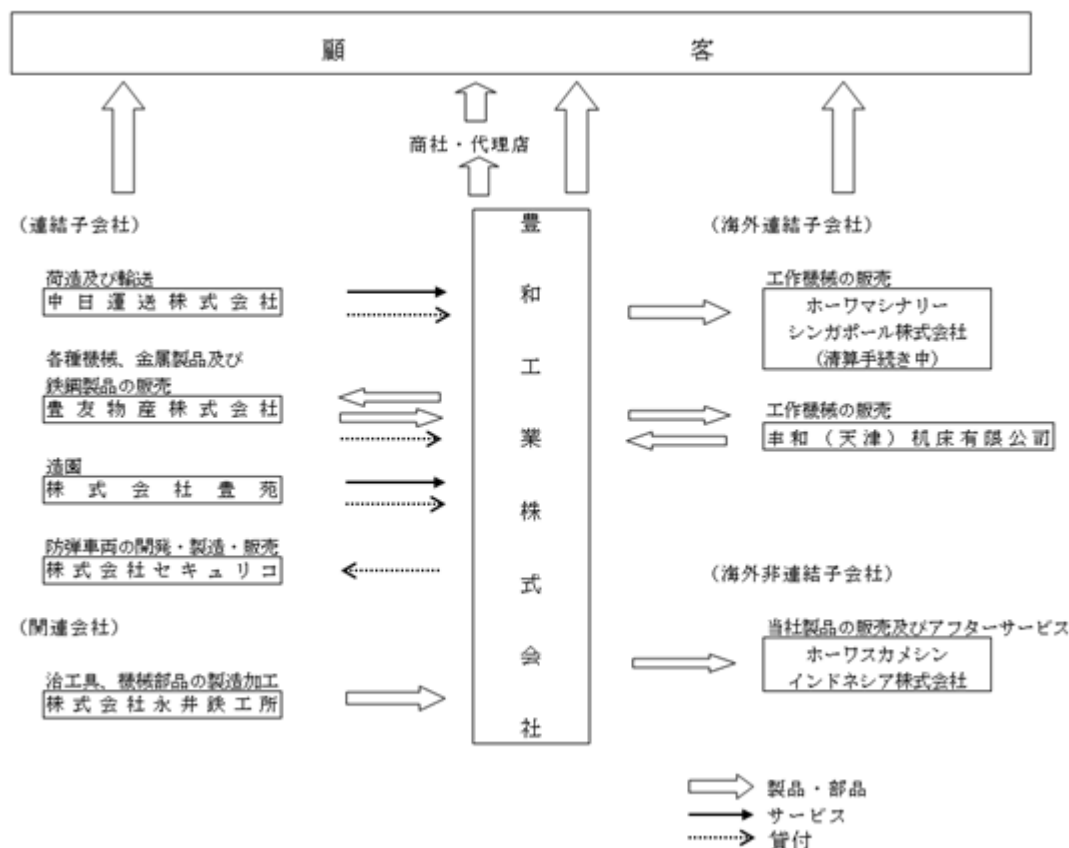 顧客
商社・代理店
豊和工業株式会社
(連結子会社)
荷造及び輸送
中日運送株式会社
各種機械、金属製品及び
鉄鋼製品の販売
豊友物産株式会社
造園
株式会社豊苑
防弾車両の開発・製造・販売
株式会社セキュリコ
(関連会社)
治工具、機械部品の製造加工
株式会社永井鉄工所
(海外連結子会社)
工作機械の販売
ホーワマシナリー
シンガポール株式会社
(清算手続き中)
工作機械の販売
丰和(天津)机床有限公司
(海外非連結子会社)
当社製品の販売及びアフターサービス
ホーワスカメシン
インドネシア株式会社
製品・部品
サービス
貸付